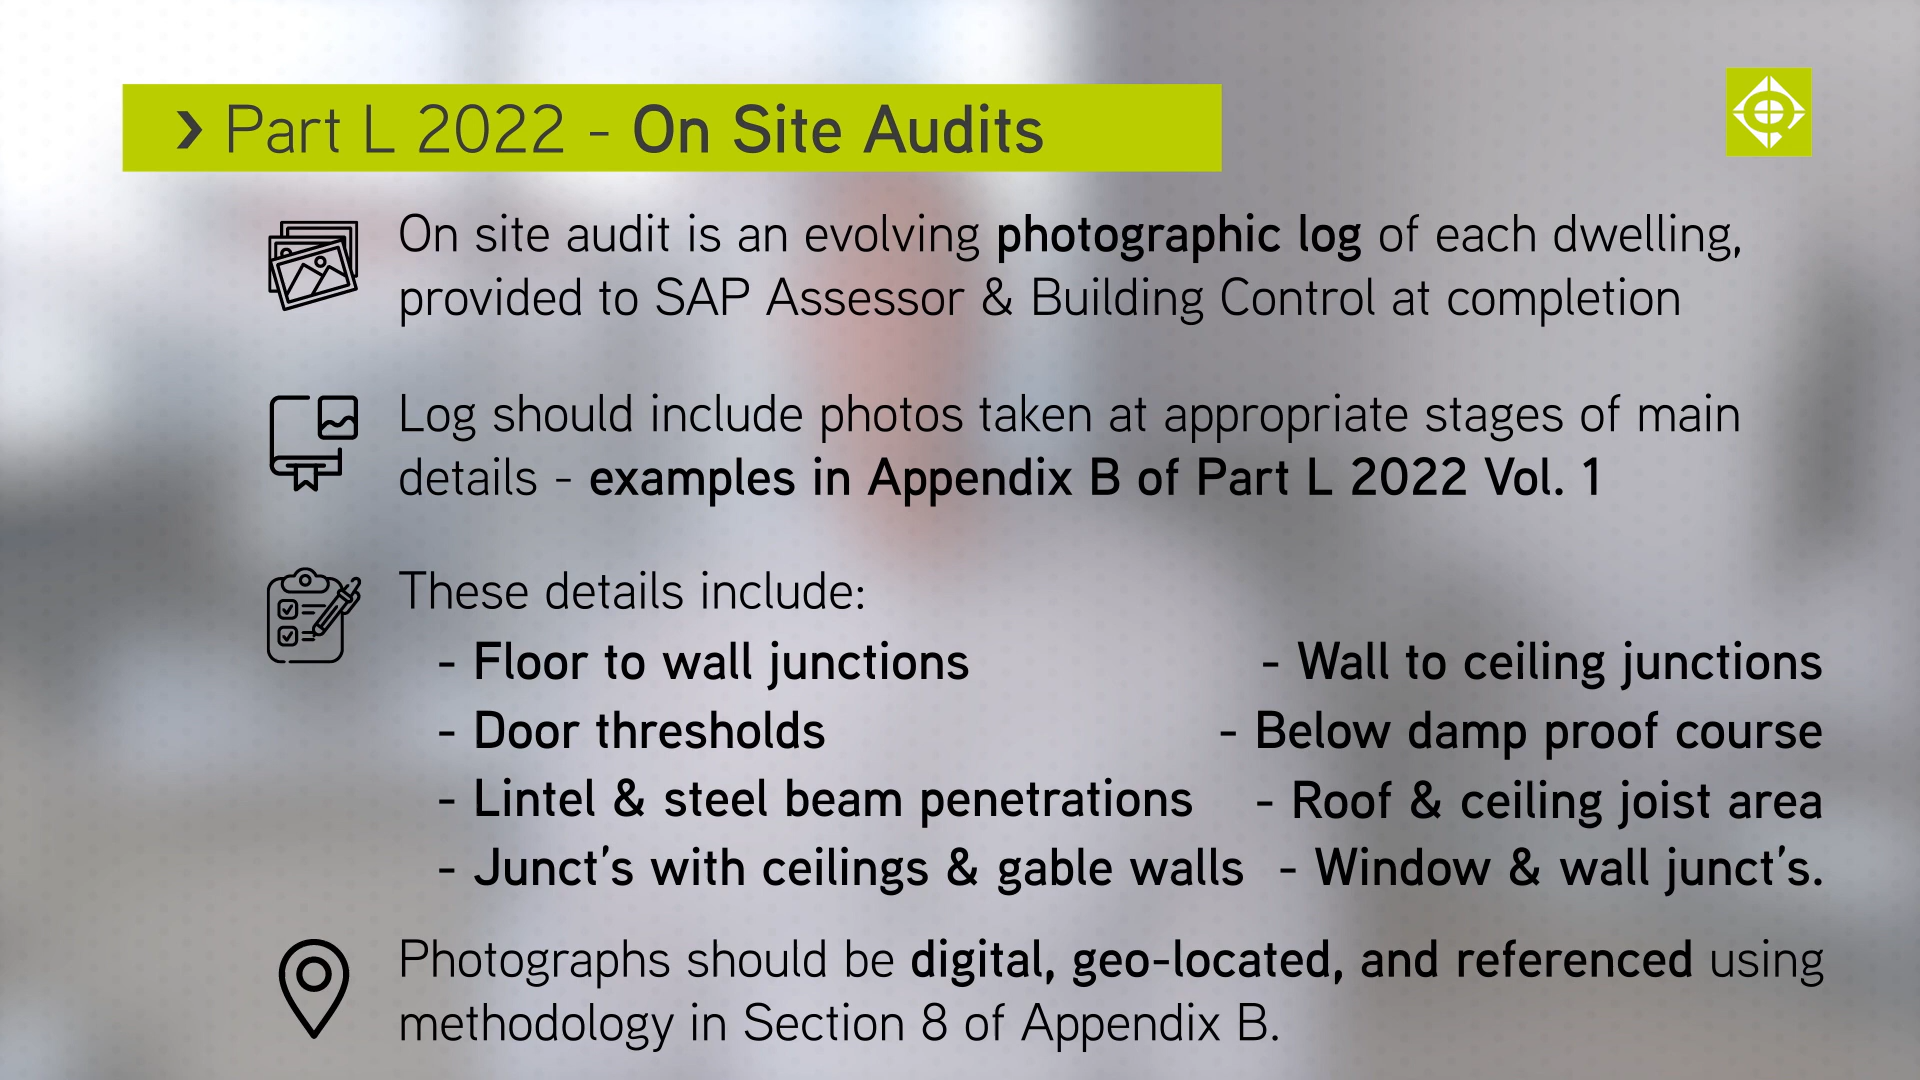 › Part L 2022 - On Site Audits
On site audit is an evolving photographic log of each dwelling,
provided to SAP Assessor & Building Control at completion
Log should include photos taken at appropriate stages of main
details - examples in Appendix B of Part L 2022 Vol. 1
These details include:
- Floor to wall junctions
- Door thresholds
- Lintel & steel beam penetrations
- Junct's with ceilings & gable walls
- Wall to ceiling junctions
- Below damp proof course
- Roof & ceiling joist area
- Window & wall junct's.
Photographs should be digital, geo-located, and referenced using
methodology in Section 8 of Appendix B.